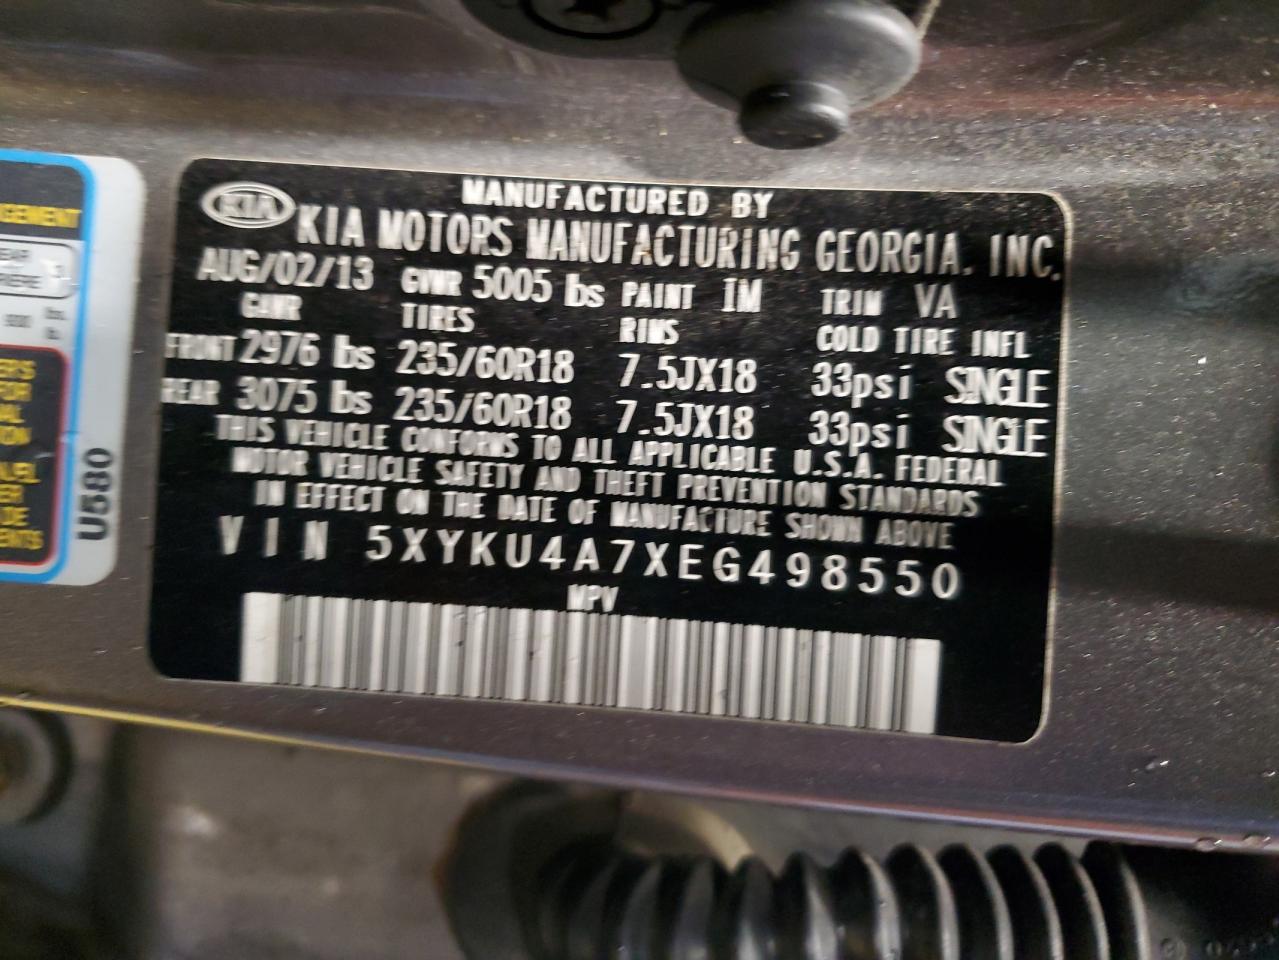 KIA
MANUFACTURED BY
KIA MOTORS MANUFACTURING GEORGIA, INC.
AUG/02/13 GVWR 5005 lbs PAINT IM TRIM VA
GAWR TIRES RIMS COLD TIRE INFL
FRONT 2976 lbs 235/60R18 7.5JX18 33psi SINGLE
REAR 3075 lbs 235/60R18 7.5JX18 33psi SINGLE
THIS VEHICLE CONFORMS TO ALL APPLICABLE U.S.A. FEDERAL
MOTOR VEHICLE SAFETY AND THEFT PREVENTION STANDARDS
IN EFFECT ON THE DATE OF MANUFACTURE SHOWN ABOVE
VIN 5XYKU4A7XEG498550
MPV
U580